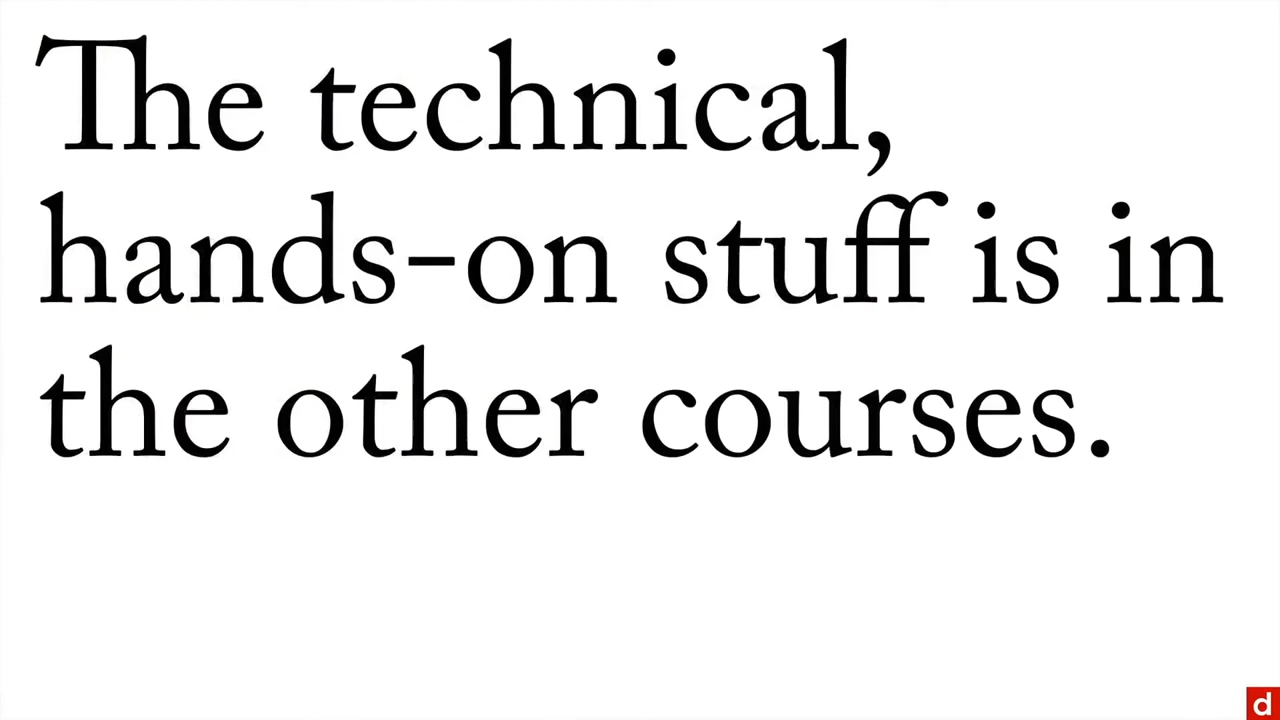 The technical,
hands-on stuff is in
the other courses.
d